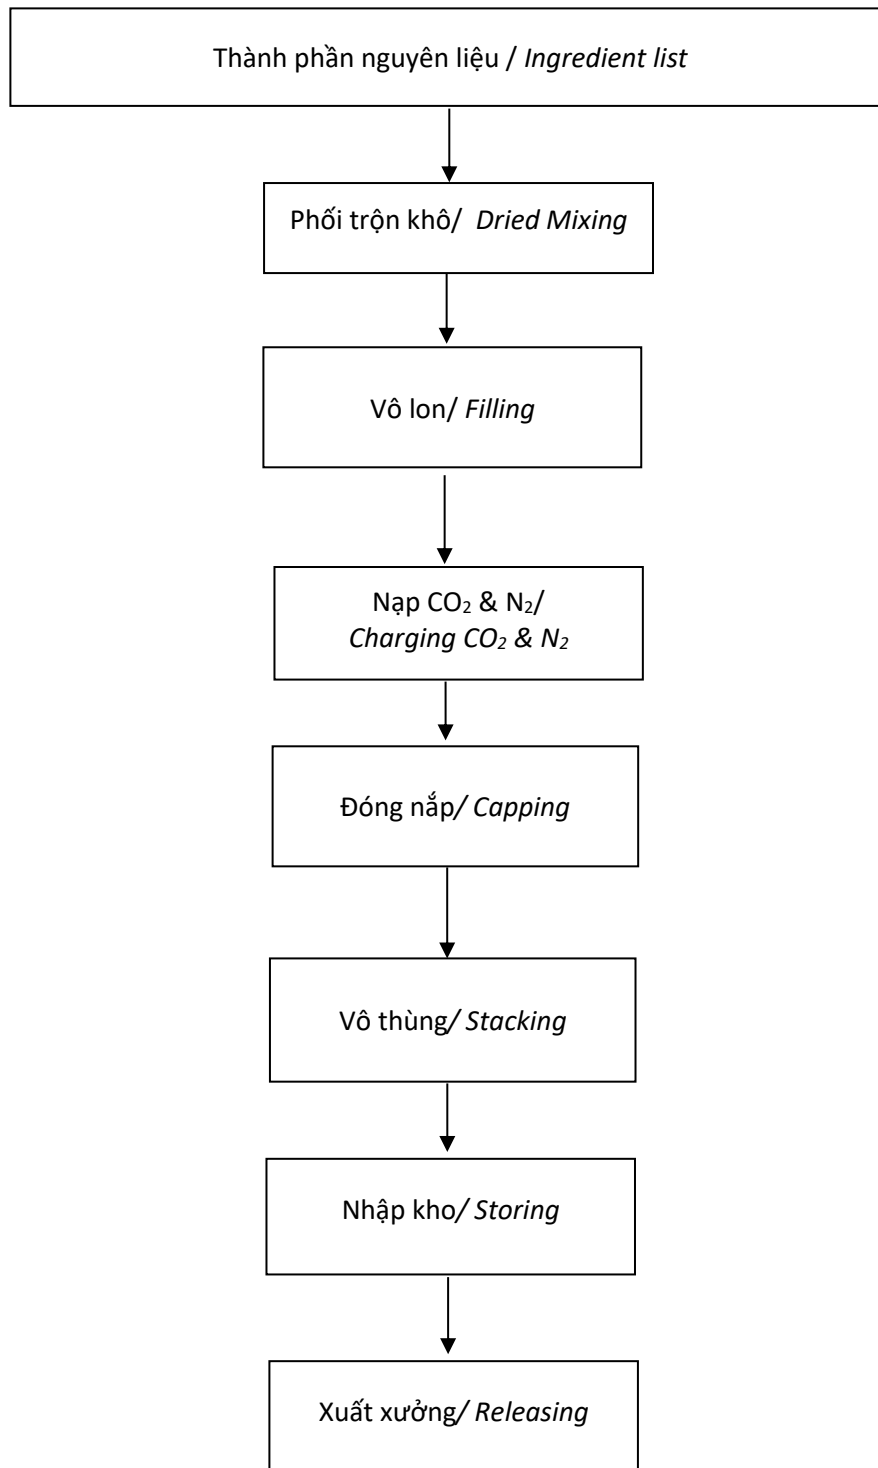 Thành phần nguyên liệu / Ingredient list
Phối trộn khô/ Dried Mixing
Vô lon/ Filling
Nạp CO₂ & N₂/
Charging CO₂ & N₂
Đóng nắp/ Capping
Vô thùng/ Stacking
Nhập kho/ Storing
Xuất xưởng/ Releasing